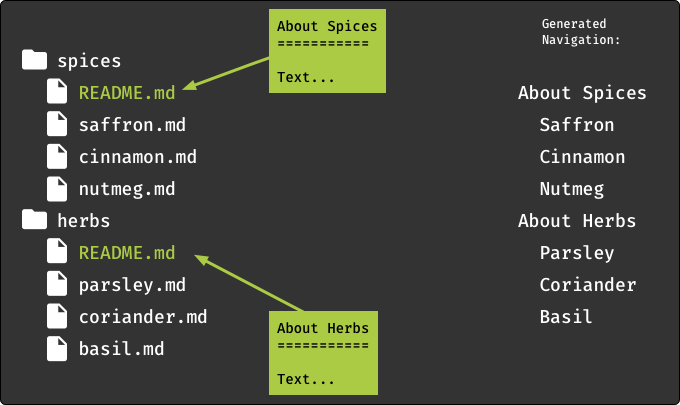 spices
README.md
saffron.md
cinnamon.md
nutmeg.md
herbs
README.md
parsley.md
coriander.md
basil.md
About Spices
===========
Text...
About Herbs
===========
Text...
Generated
Navigation:
About Spices
Saffron
Cinnamon
Nutmeg
About Herbs
Parsley
Coriander
Basil